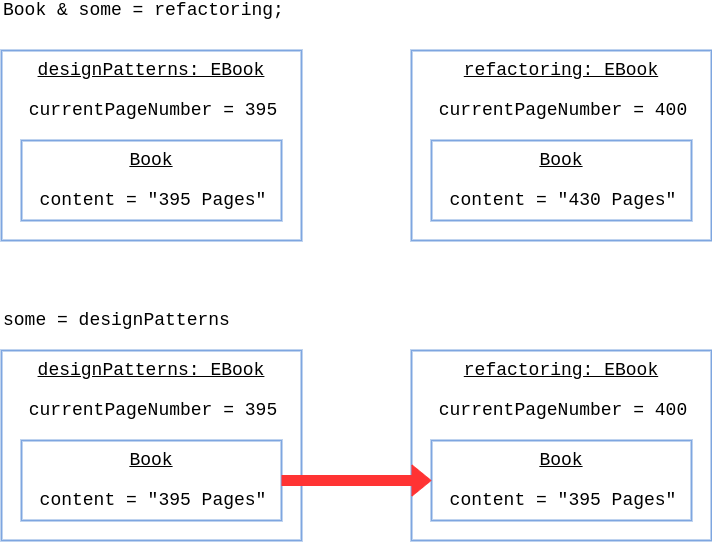 Book & some = refactoring;
designPatterns: EBook
currentPageNumber = 395
Book
content = "395 Pages"
refactoring: EBook
currentPageNumber = 400
Book
content = "430 Pages"
some = designPatterns
designPatterns: EBook
currentPageNumber = 395
Book
content = "395 Pages"
refactoring: EBook
currentPageNumber = 400
Book
content = "395 Pages"